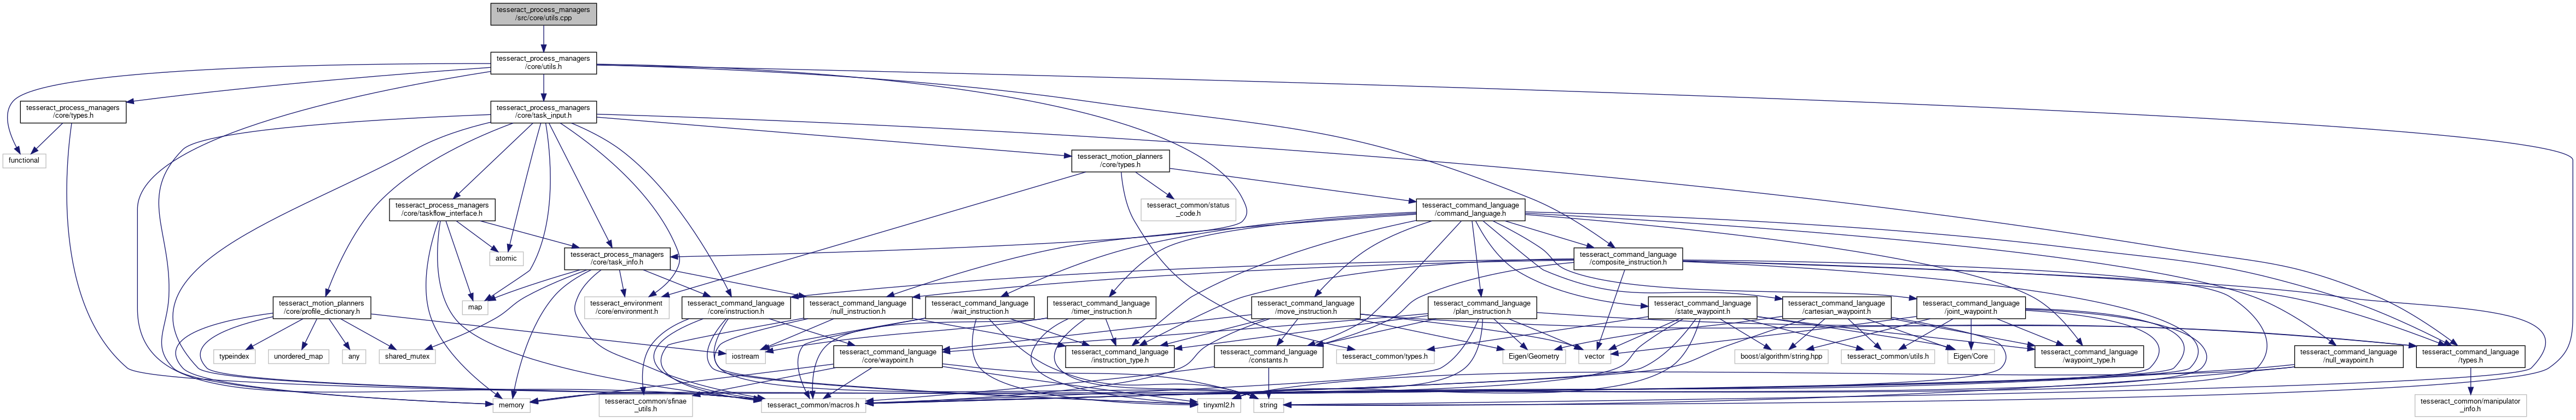 tesseract_process_managers
/src/core/utils.cpp
tesseract_process_managers
/core/utils.h
tesseract_process_managers
/core/types.h
tesseract_process_managers
/core/task_input.h
functional
tesseract_motion_planners
/core/types.h
tesseract_process_managers
/core/taskflow_interface.h
tesseract_common/status
_code.h
tesseract_command_language
/command_language.h
atomic
tesseract_process_managers
/core/task_info.h
tesseract_command_language
/composite_instruction.h
tesseract_motion_planners
/core/profile_dictionary.h
map
tesseract_environment
/core/environment.h
tesseract_command_language
/core/instruction.h
tesseract_command_language
/null_instruction.h
tesseract_command_language
/wait_instruction.h
tesseract_command_language
/timer_instruction.h
tesseract_command_language
/move_instruction.h
tesseract_command_language
/plan_instruction.h
tesseract_command_language
/state_waypoint.h
tesseract_command_language
/cartesian_waypoint.h
tesseract_command_language
/joint_waypoint.h
typeindex
unordered_map
any
shared_mutex
iostream
tesseract_command_language
/core/waypoint.h
tesseract_command_language
/instruction_type.h
tesseract_command_language
/constants.h
tesseract_common/types.h
Eigen/Geometry
vector
boost/algorithm/string.hpp
tesseract_common/utils.h
Eigen/Core
tesseract_command_language
/waypoint_type.h
tesseract_command_language
/null_waypoint.h
tesseract_command_language
/types.h
memory
tesseract_common/sfinae
_utils.h
tesseract_common/macros.h
tinyxml2.h
string
tesseract_common/manipulator
_info.h